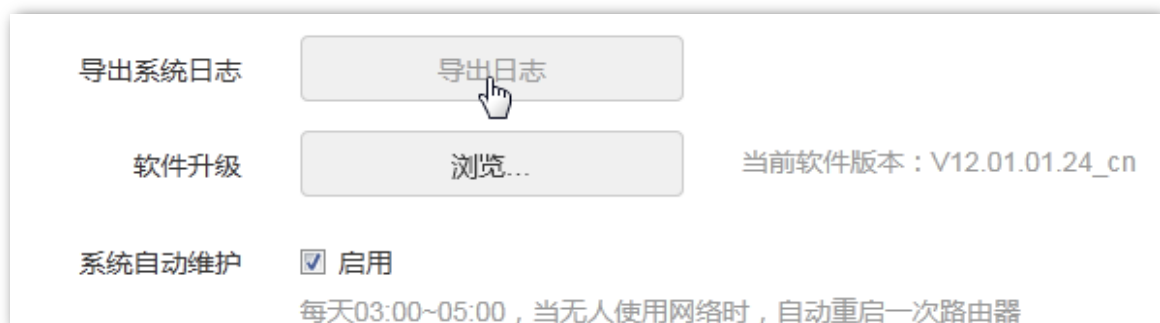 导出系统日志 导出日志
软件升级 浏览... 当前软件版本：V12.01.01.24_cn
系统自动维护 启用
每天03:00~05:00，当无人使用网络时，自动重启一次路由器